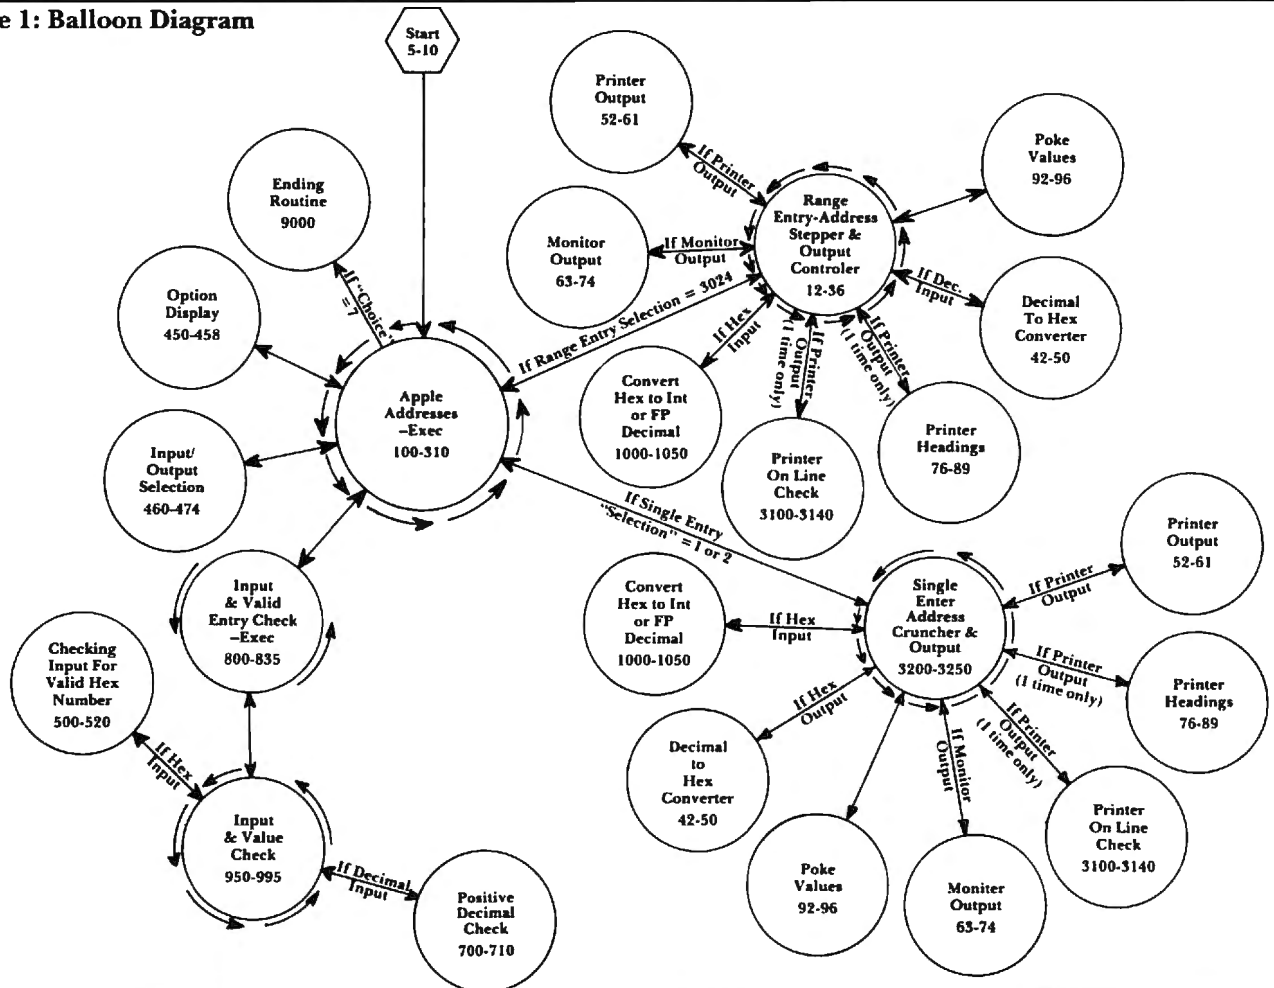 e 1: Balloon Diagram
Start
5-10
Printer
Output
52-61
Poke
Values
92-96
Ending
Routine
9000
If Printer
Output
Range
Entry-Address
Stepper &
Output
Controler
12-36
Monitor
Output
63-74
If Monitor
Output
If Dec.
Input
Decimal
To Hex
Converter
42-50
Option
Display
450-458
If "Choice"
= 7
If Range Entry Selection = 3024
If Hex
Input
If Printer
Output
(1 time only)
If Printer
Output
(1 time only)
Apple
Addresses
–Exec
100-310
Convert
Hex to Int
or FP
Decimal
1000-1050
Printer
On Line
Check
3100-3140
Printer
Headings
76-89
Input/
Output
Selection
460-474
If Single Entry
"Selection" = 1 or 2
Printer
Output
52-61
Input
& Valid
Entry Check
–Exec
800-835
Convert
Hex to Int
or FP
Decimal
1000-1050
If Hex
Input
Single
Enter
Address
Cruncher &
Output
3200-3250
If Printer
Output
Checking
Input For
Valid Hex
Number
500-520
If Printer
Output
(1 time only)
Printer
Headings
76-89
If Hex
Output
If Monitor
Output
If Printer
Output
(1 time only)
If Hex
Input
Decimal
to
Hex
Converter
42-50
Input
& Value
Check
950-995
Printer
On Line
Check
3100-3140
If Decimal
Input
Positive
Decimal
Check
700-710
Poke
Values
92-96
Moniter
Output
63-74